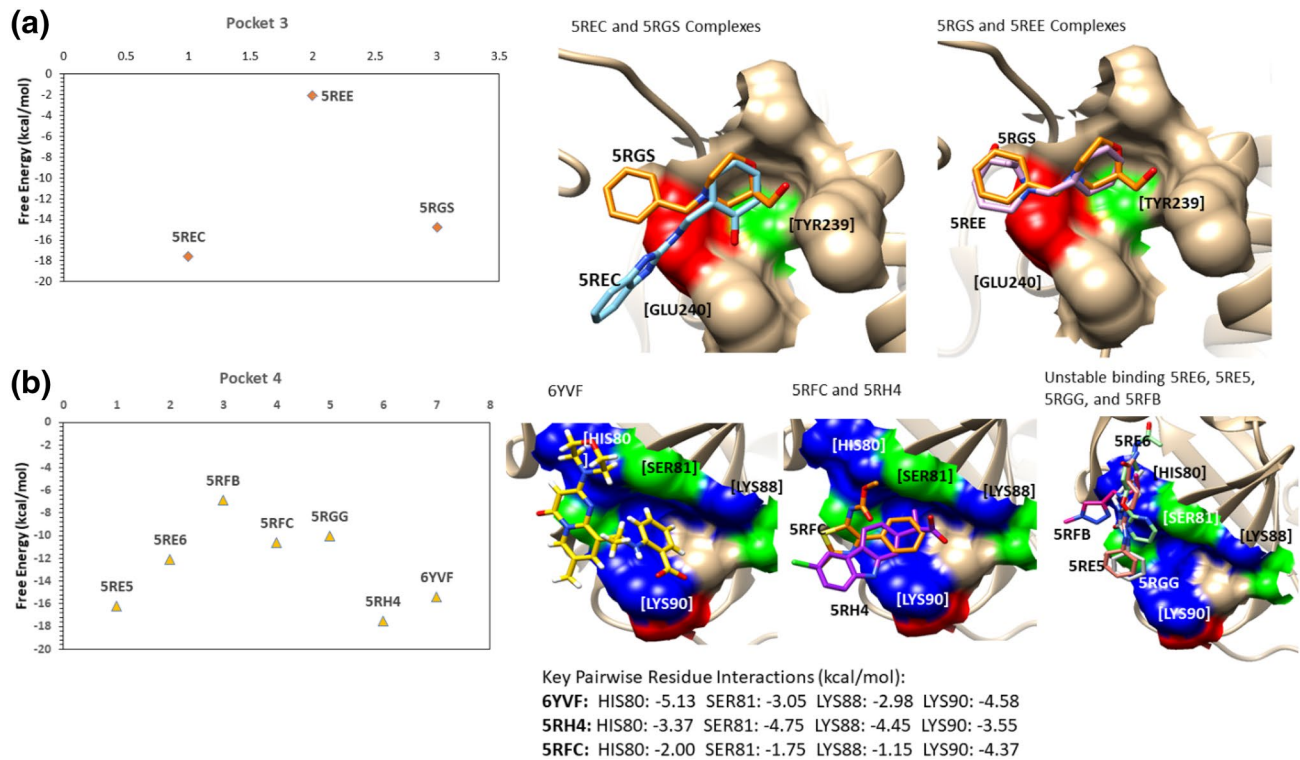 (a)
Pocket 3
0 0.5 1 1.5 2 2.5 3 3.5
Free Energy (kcal/mol)
0
-2
-4
-6
-8
-10
-12
-14
-16
-18
-20
5REE
5REC
5RGS
5REC and 5RGS Complexes
5RGS
[TYR239]
5REC
[GLU240]
5RGS and 5REE Complexes
5RGS
[TYR239]
5REE
[GLU240]
(b)
Pocket 4
0 1 2 3 4 5 6 7 8
Free Energy (kcal/mol)
0
-2
-4
-6
-8
-10
-12
-14
-16
-18
-20
5RE5
5RE6
5RFB
5RFC
5RGG
5RH4
6YVF
6YVF
[HIS80
]
[SER81]
[LYS88]
[LYS90]
5RFC and 5RH4
[HIS80]
[SER81]
[LYS88]
5RFC
[LYS90]
5RH4
Unstable binding 5RE6, 5RE5,
5RGG, and 5RFB
5RE6
[HIS80]
[SER81]
[LYS88]
5RFB
5RE5
5RGG
[LYS90]
Key Pairwise Residue Interactions (kcal/mol):
6YVF: HIS80: -5.13 SER81: -3.05 LYS88: -2.98 LYS90: -4.58
5RH4: HIS80: -3.37 SER81: -4.75 LYS88: -4.45 LYS90: -3.55
5RFC: HIS80: -2.00 SER81: -1.75 LYS88: -1.15 LYS90: -4.37